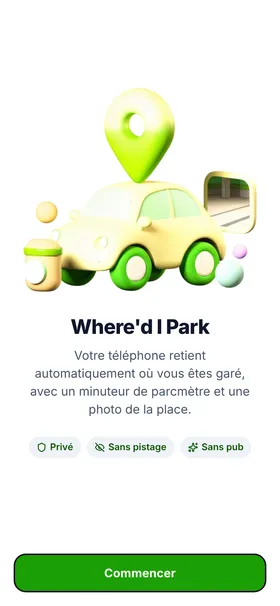 Where'd I Park
Votre téléphone retient
automatiquement où vous êtes garé,
avec un minuteur de parcmètre et une
photo de la place.
Privé
Sans pistage
Sans pub
Commencer